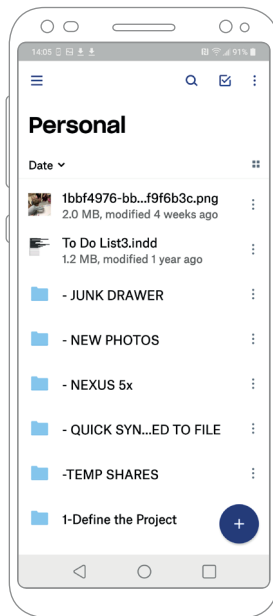 14:05 91%
Personal
Date
1bbf4976-bb...f9f6b3c.png
2.0 MB, modified 4 weeks ago
To Do List3.indd
1.2 MB, modified 1 year ago
- JUNK DRAWER
- NEW PHOTOS
- NEXUS 5x
- QUICK SYN...ED TO FILE
-TEMP SHARES
1-Define the Project